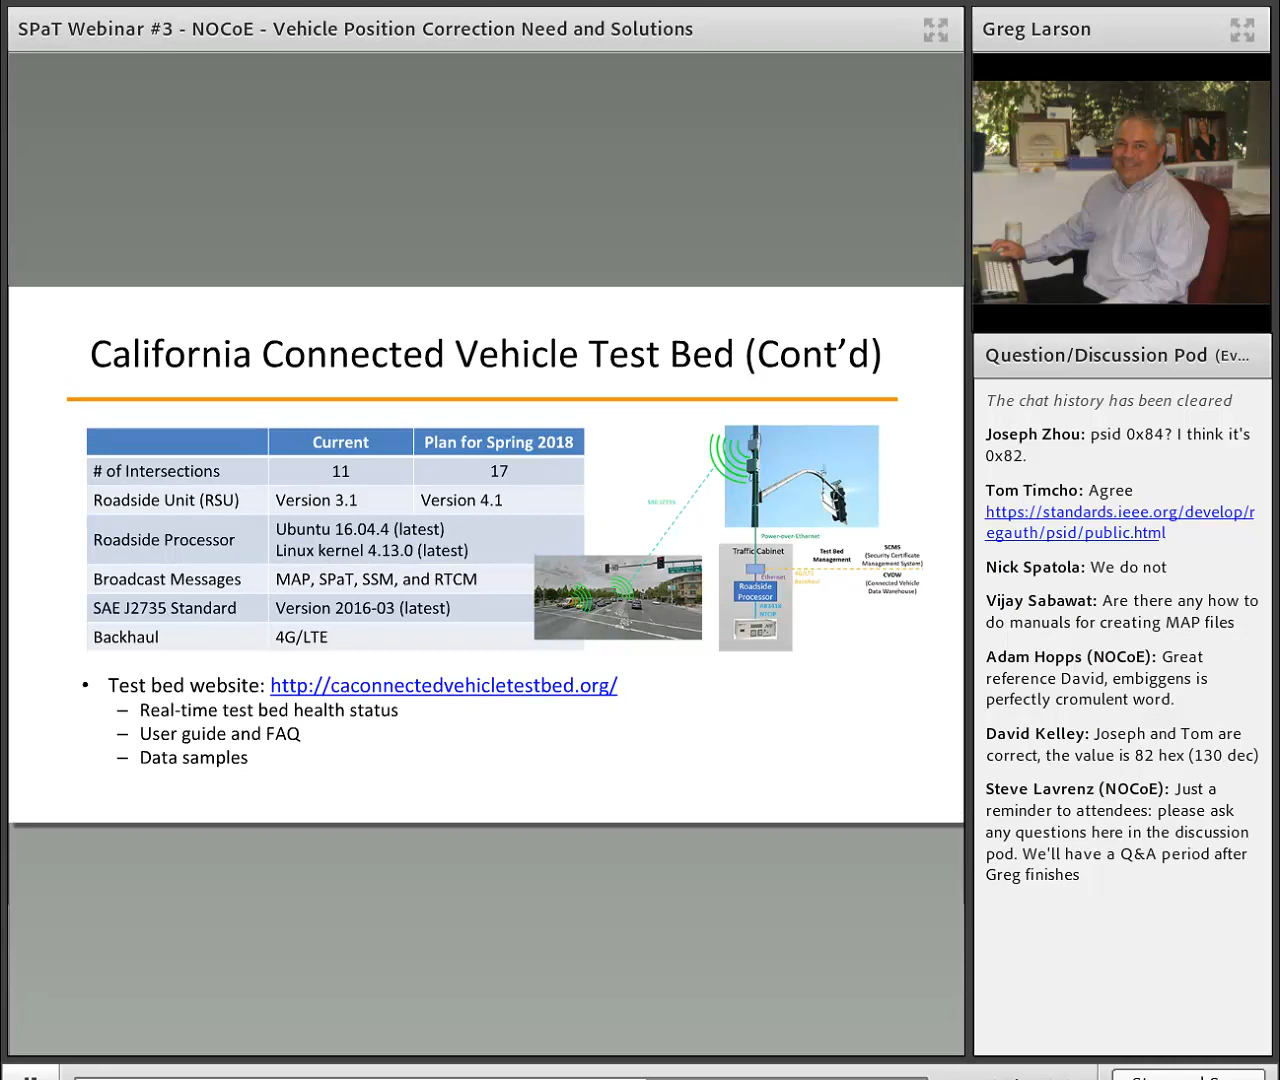 SPaT Webinar #3 - NOCoE - Vehicle Position Correction Need and Solutions
Greg Larson
California Connected Vehicle Test Bed (Cont’d)
Current Plan for Spring 2018
# of Intersections 11 17
Roadside Unit (RSU) Version 3.1 Version 4.1
Roadside Processor Ubuntu 16.04.4 (latest)
Linux kernel 4.13.0 (latest)
Broadcast Messages MAP, SPaT, SSM, and RTCM
SAE J2735 Standard Version 2016-03 (latest)
Backhaul 4G/LTE
SAE J2735
Power-over-Ethernet
Traffic Cabinet
Test Bed
Management
SCMS
(Security Certificate
Management System)
CVDW
(Connected Vehicle
Data Warehouse)
4G/LTE
Backhaul
Ethernet
Roadside
Processor
AB3418
NTCIP
• Test bed website: http://caconnectedvehicletestbed.org/
– Real-time test bed health status
– User guide and FAQ
– Data samples
Question/Discussion Pod (Ev...
The chat history has been cleared
Joseph Zhou: psid 0x84? I think it's
0x82.
Tom Timcho: Agree
https://standards.ieee.org/develop/r
egauth/psid/public.html
Nick Spatola: We do not
Vijay Sabawat: Are there any how to
do manuals for creating MAP files
Adam Hopps (NOCoE): Great
reference David, embiggens is
perfectly cromulent word.
David Kelley: Joseph and Tom are
correct, the value is 82 hex (130 dec)
Steve Lavrenz (NOCoE): Just a
reminder to attendees: please ask
any questions here in the discussion
pod. We'll have a Q&A period after
Greg finishes